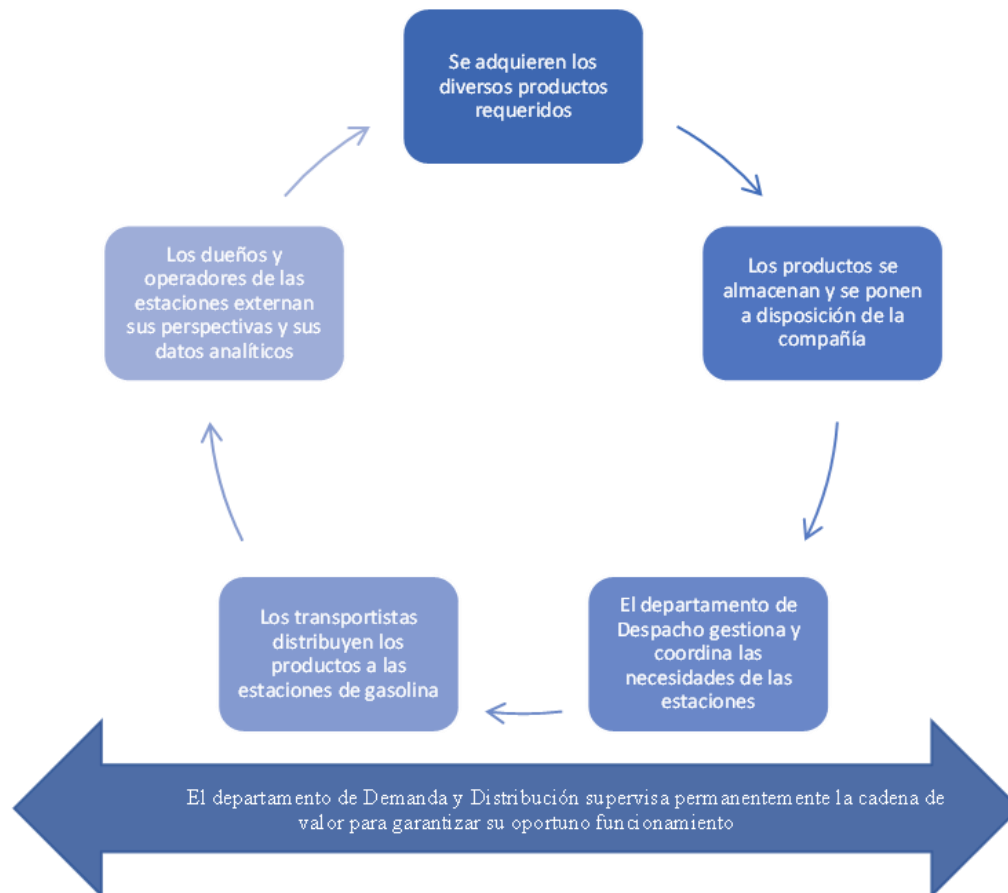 Se adquieren los
diversos productos
requeridos
Los productos se
almacenan y se ponen
a disposición de la
compañía
El departamento de
Despacho gestiona y
coordina las
necesidades de las
estaciones
Los transportistas
distribuyen los
productos a las
estaciones de gasolina
Los dueños y
operadores de las
estaciones externan
sus perspectivas y sus
datos analíticos
El departamento de Demanda y Distribución supervisa permanentemente la cadena de
valor para garantizar su oportuno funcionamiento